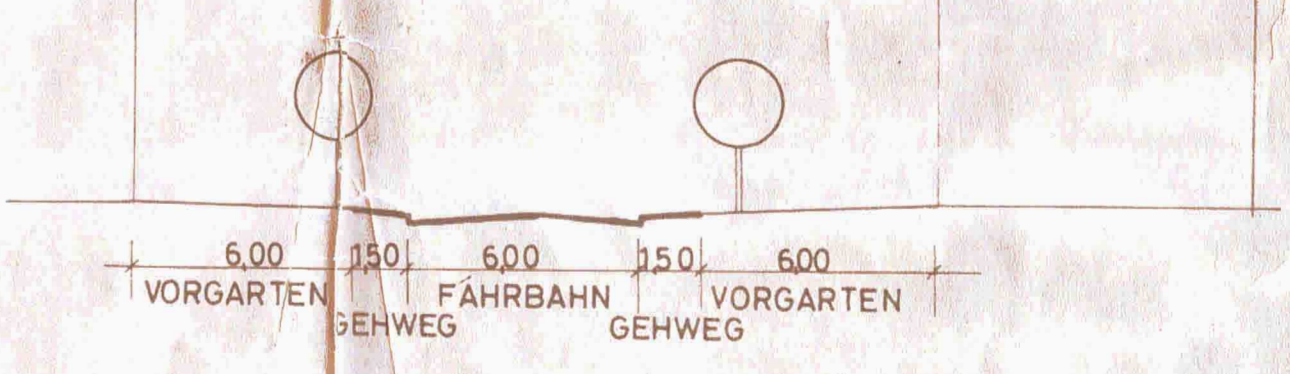 6,00 1,50 6,00 1,50 6,00
VORGARTEN FAHRBAHN VORGARTEN
GEHWEG GEHWEG